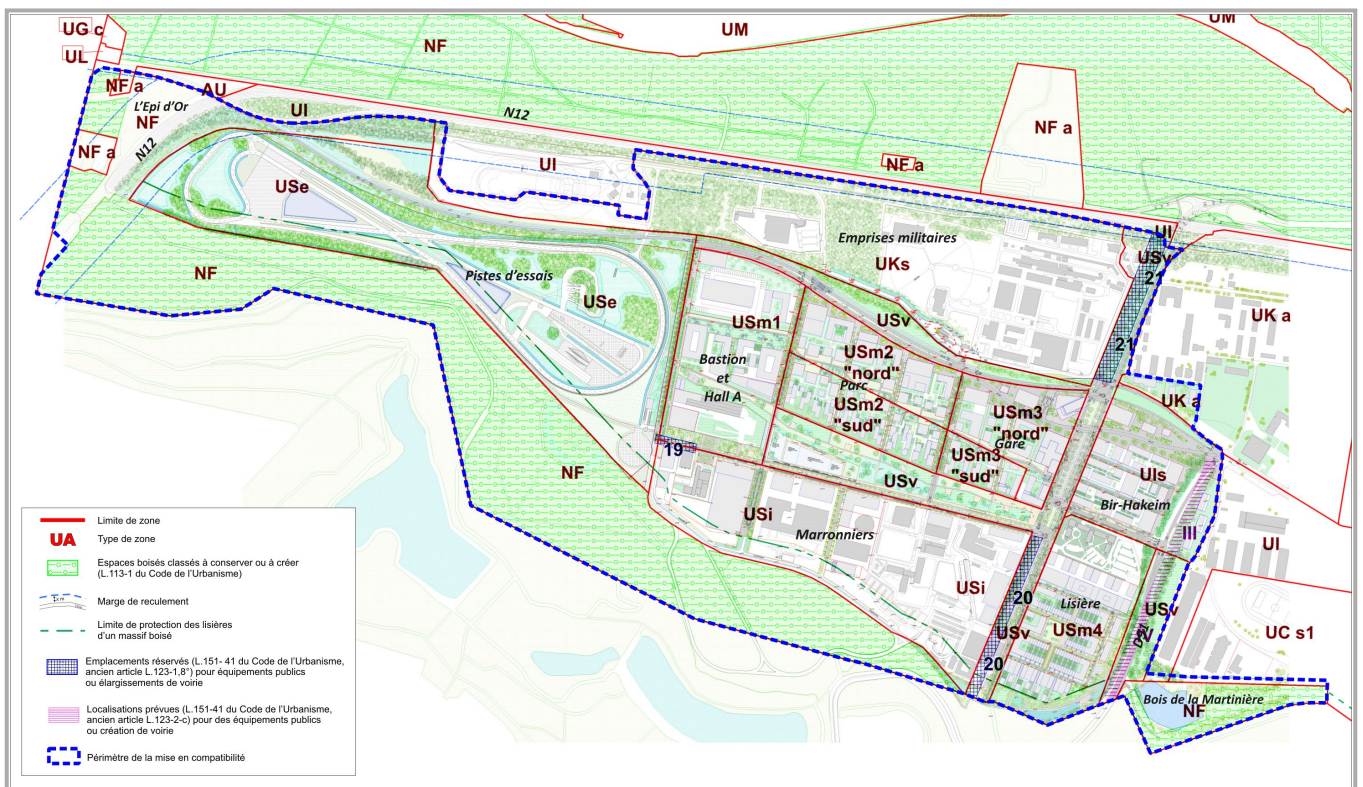 UG c
UM
UM
NF
UL
NF a
AU
L'Epi d'Or
NF
UI
N12
NF a
NF a
N12
UI
NF a
USe
Emprises militaires
UI
UKs
USv
21
NF
Pistes d'essais
USe
USm1
USv
UK a
21
Bastion
et
Hall A
USm2
"nord"
Parc
USm2
"sud"
UK a
USm3
"nord"
Gare
19
USm3
"sud"
NF
USv
UIs
Bir-Hakeim
USi
Marronniers
III
UI
USi
20
Lisière
USv
USm4
USv
D91
UC s1
20
Bois de la Martinière
NF
Limite de zone
UA
Type de zone
Espaces boisés classés à conserver ou à créer
(L.113-1 du Code de l'Urbanisme)
Marge de reculement
Limite de protection des lisières
d'un massif boisé
Emplacements réservés (L.151- 41 du Code de l'Urbanisme,
ancien article L.123-1,8°) pour équipements publics
ou élargissements de voirie
Localisations prévues (L.151-41 du Code de l'Urbanisme,
ancien article L.123-2-c) pour des équipements publics
ou création de voirie
Périmètre de la mise en compatibilité